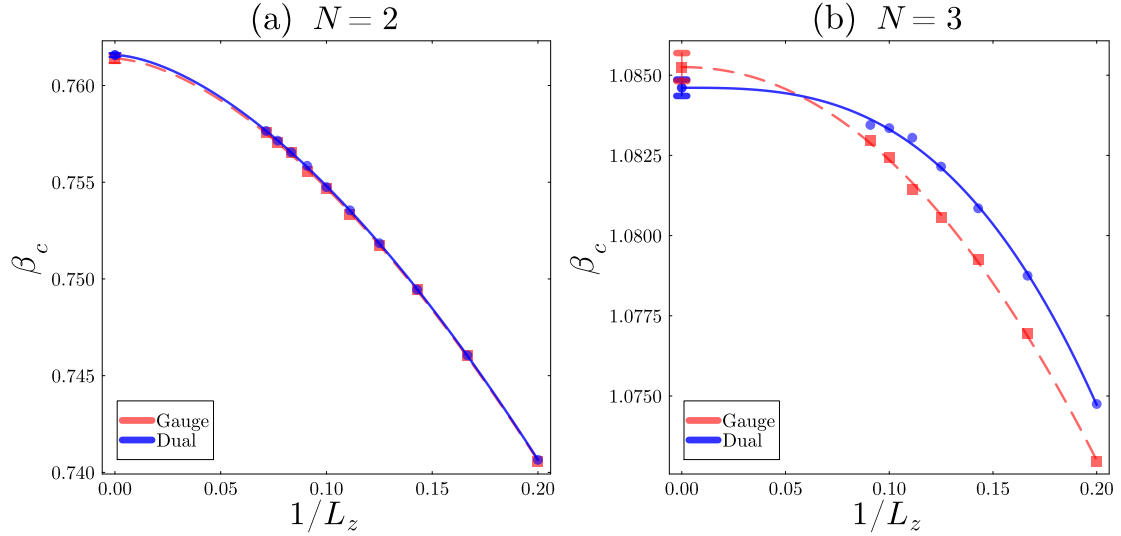 (a) N = 2
0.760
0.755
0.750
0.745
0.740
β_c
0.00 0.05 0.10 0.15 0.20
1/L_z
Gauge
Dual
(b) N = 3
1.0850
1.0825
1.0800
1.0775
1.0750
β_c
0.00 0.05 0.10 0.15 0.20
1/L_z
Gauge
Dual